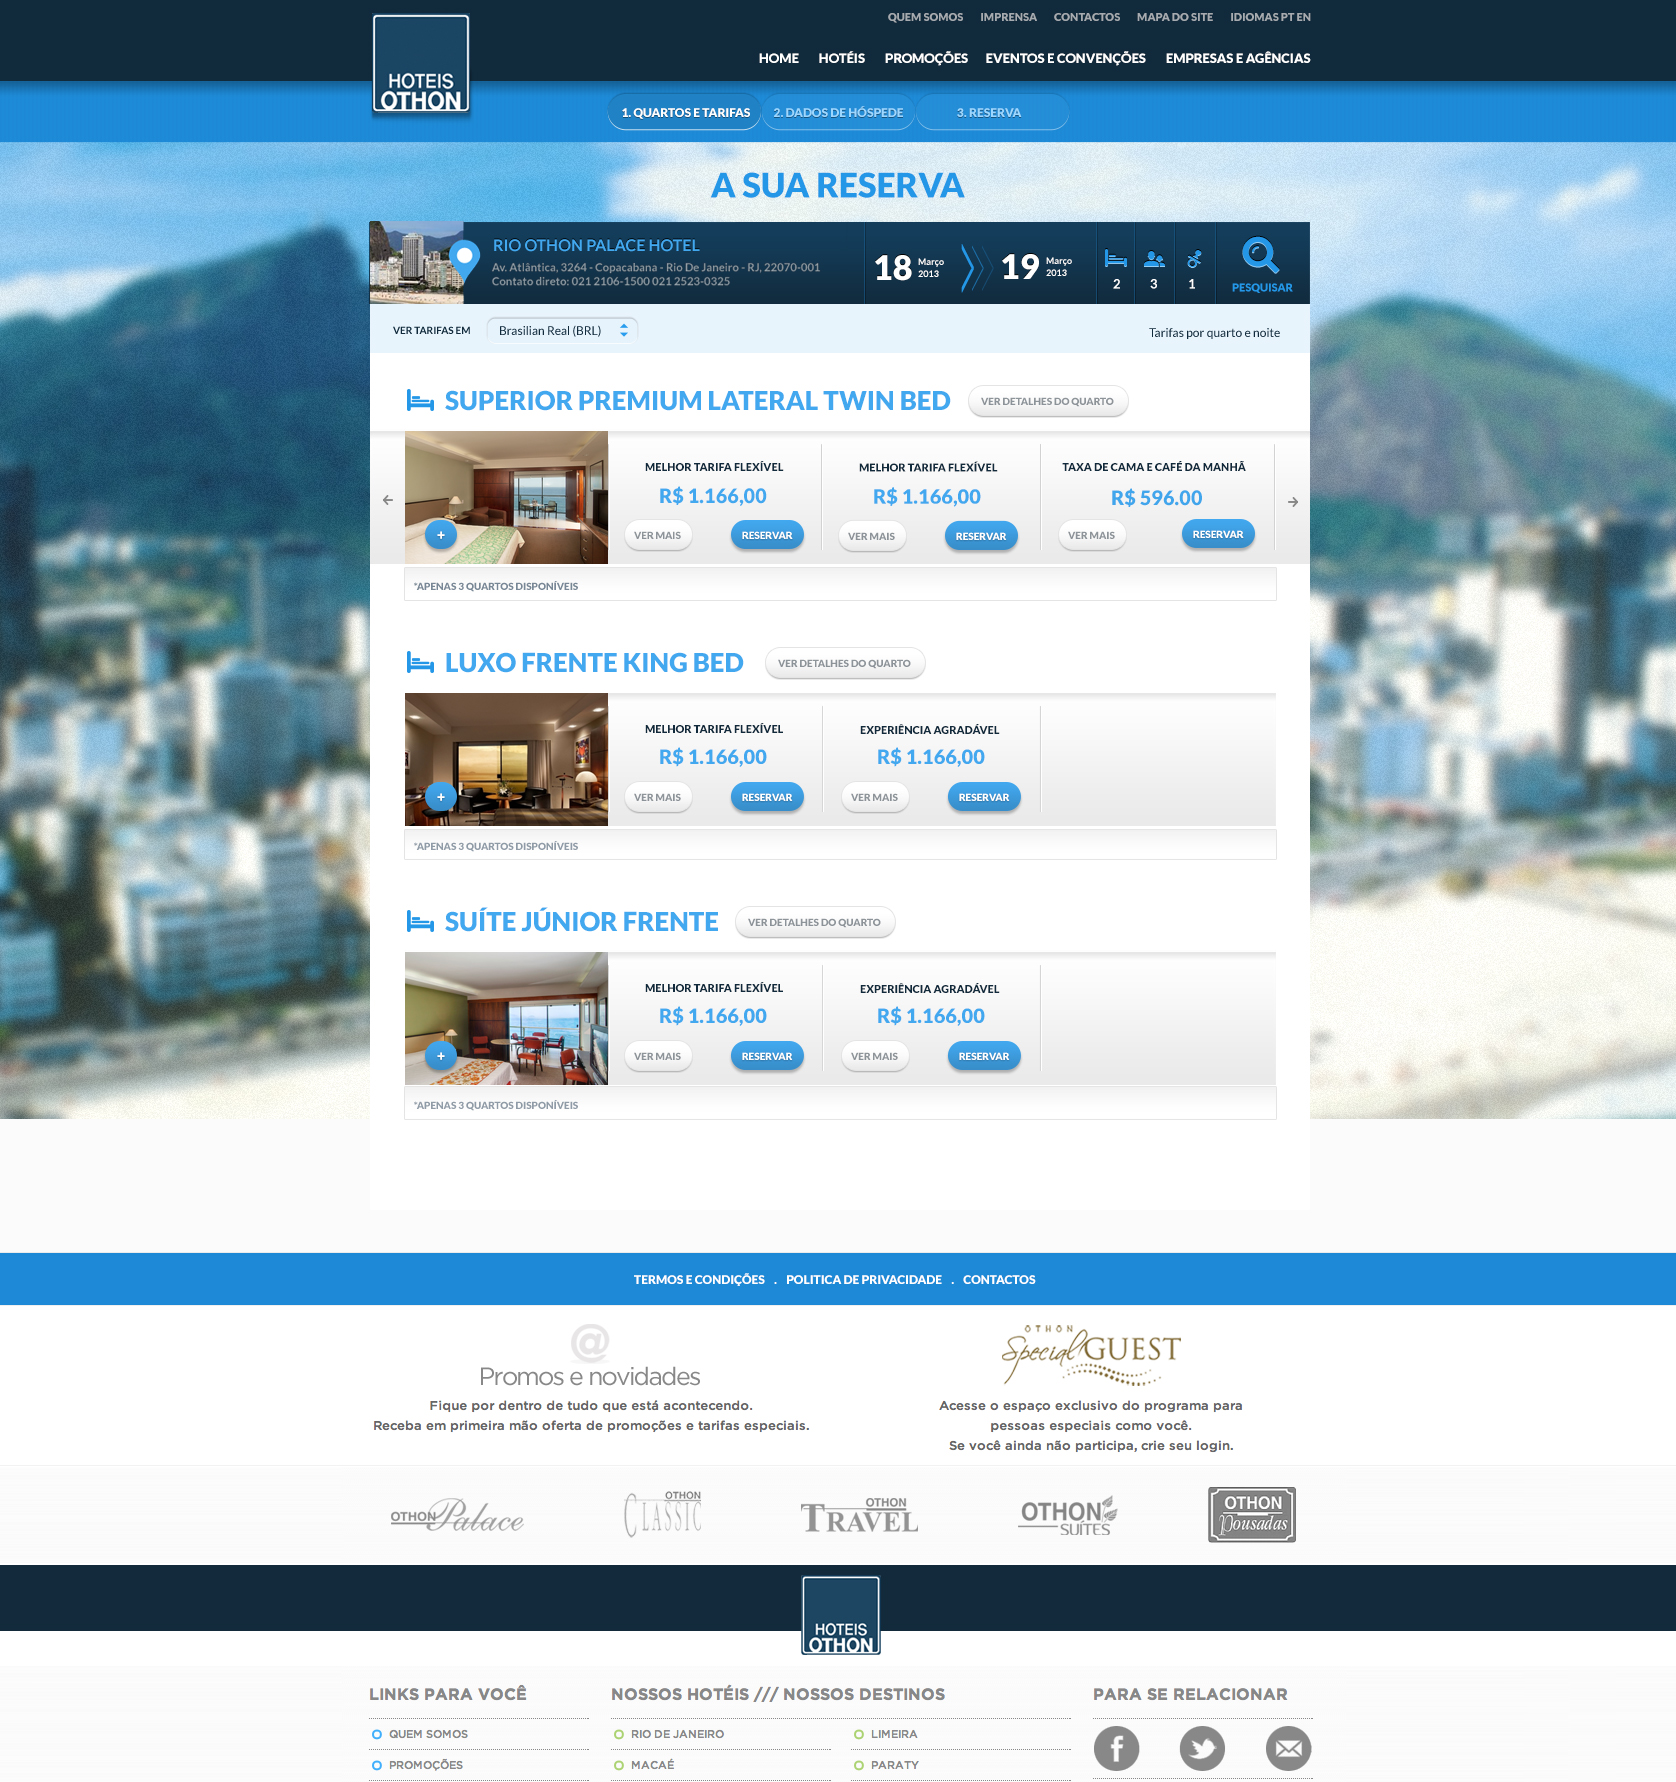 QUEM SOMOS IMPRENSA CONTACTOS MAPA DO SITE IDIOMAS PT EN
HOTEIS
OTHON
HOME HOTÉIS PROMOÇÕES EVENTOS E CONVENÇÕES EMPRESAS E AGÊNCIAS
1. QUARTOS E TARIFAS 2. DADOS DE HÓSPEDE 3. RESERVA
A SUA RESERVA
RIO OTHON PALACE HOTEL
Av. Atlântica, 3264 - Copacabana - Rio De Janeiro - RJ, 22070-001
Contato direto: 021 2106-1500 021 2523-0325
18 Março 2013 19 Março 2013
2 3 1
PESQUISAR
VER TARIFAS EM Brasilian Real (BRL) Tarifas por quarto e noite
SUPERIOR PREMIUM LATERAL TWIN BED VER DETALHES DO QUARTO
MELHOR TARIFA FLEXÍVEL MELHOR TARIFA FLEXÍVEL TAXA DE CAMA E CAFÉ DA MANHÃ
R$ 1.166,00 R$ 1.166,00 R$ 596.00
+ VER MAIS RESERVAR VER MAIS RESERVAR VER MAIS RESERVAR
*APENAS 3 QUARTOS DISPONÍVEIS
LUXO FRENTE KING BED VER DETALHES DO QUARTO
MELHOR TARIFA FLEXÍVEL EXPERIÊNCIA AGRADÁVEL
R$ 1.166,00 R$ 1.166,00
+ VER MAIS RESERVAR VER MAIS RESERVAR
*APENAS 3 QUARTOS DISPONÍVEIS
SUÍTE JÚNIOR FRENTE VER DETALHES DO QUARTO
MELHOR TARIFA FLEXÍVEL EXPERIÊNCIA AGRADÁVEL
R$ 1.166,00 R$ 1.166,00
+ VER MAIS RESERVAR VER MAIS RESERVAR
*APENAS 3 QUARTOS DISPONÍVEIS
TERMOS E CONDIÇÕES . POLITICA DE PRIVACIDADE . CONTACTOS
@
Promos e novidades
Fique por dentro de tudo que está acontecendo.
Receba em primeira mão oferta de promoções e tarifas especiais.
OTHON
Special GUEST
Acesse o espaço exclusivo do programa para
pessoas especiais como você.
Se você ainda não participa, crie seu login.
OTHON Palace
OTHON
CLASSIC
OTHON
TRAVEL
OTHON
SUÍTES
OTHON
Pousadas
HOTEIS
OTHON
LINKS PARA VOCÊ
QUEM SOMOS
PROMOÇÕES
NOSSOS HOTÉIS /// NOSSOS DESTINOS
RIO DE JANEIRO LIMEIRA
MACAÉ PARATY
PARA SE RELACIONAR
f